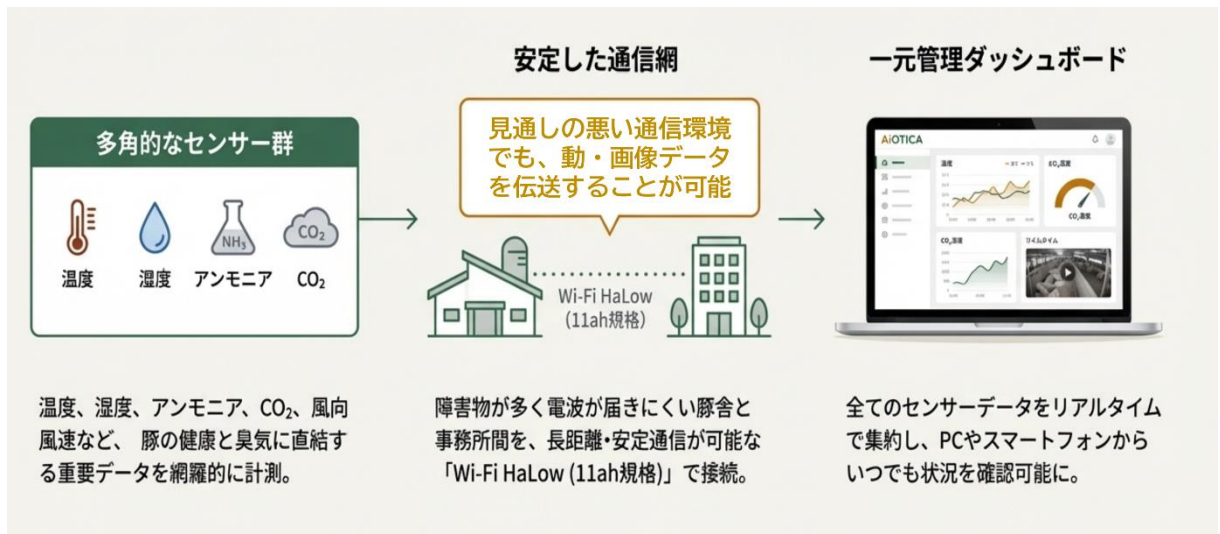 安定した通信網
一元管理ダッシュボード
多角的なセンサー群
温度
湿度
NH₃
アンモニア
CO₂
CO₂
見通しの悪い通信環境
でも、動・画像データ
を伝送することが可能
Wi-Fi HaLow
(11ah規格)
AiOTICA
温度
CO₂濃度
温度、湿度、アンモニア、CO₂、風向
風速など、 豚の健康と臭気に直結す
る重要データを網羅的に計測。
障害物が多く電波が届きにくい豚舎と
事務所間を、長距離・安定通信が可能な
「Wi-Fi HaLow (11ah規格)」で接続。
全てのセンサーデータをリアルタイム
で集約し、PCやスマートフォンから
いつでも状況を確認可能に。